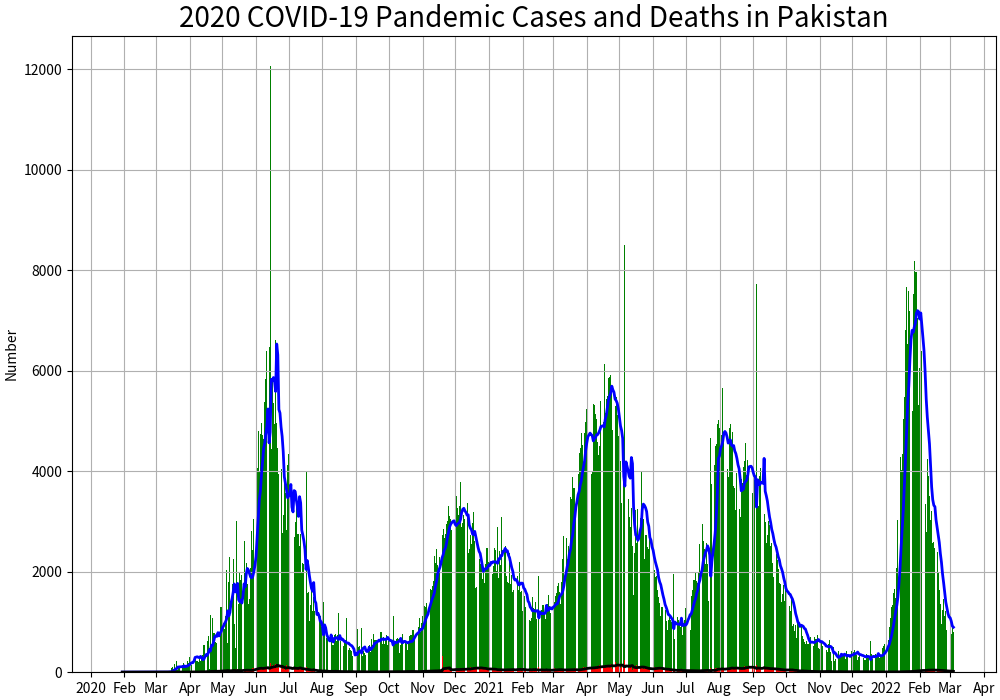 2020 COVID-19 Pandemic Cases and Deaths in Pakistan
12000
10000
8000
6000
4000
2000
0
Number
2020 Feb Mar Apr May Jun Jul Aug Sep Oct Nov Dec 2021 Feb Mar Apr May Jun Jul Aug Sep Oct Nov Dec 2022 Feb Mar Apr